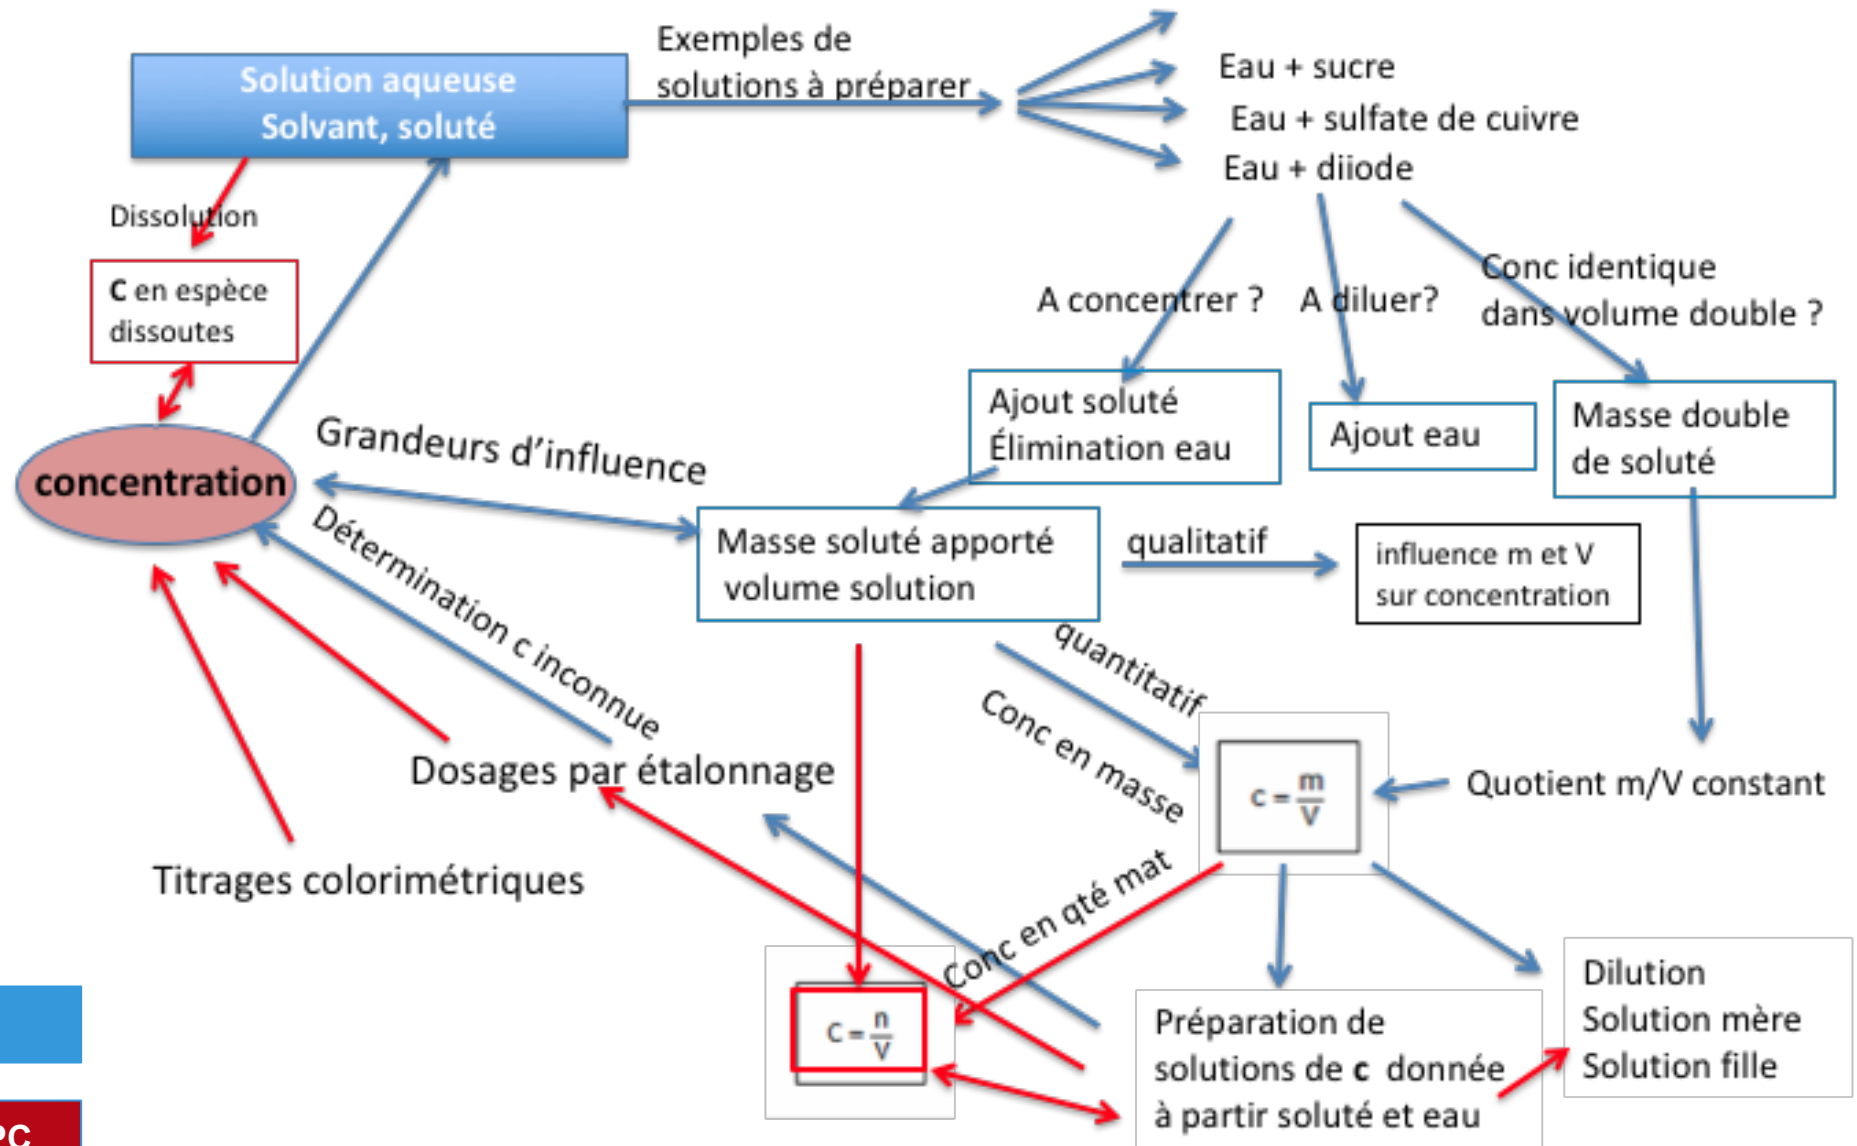 Solution aqueuse
Solvant, soluté
Exemples de
solutions à préparer
Eau + sucre
Eau + sulfate de cuivre
Eau + diiode
Dissolution
C en espèce
dissoutes
A concentrer ?
A diluer?
Conc identique
dans volume double ?
Ajout soluté
Élimination eau
Ajout eau
Masse double
de soluté
concentration
Grandeurs d'influence
Masse soluté apporté
volume solution
qualitatif
influence m et V
sur concentration
Détermination c inconnue
quantitatif
Conc en masse
Dosages par étalonnage
c = m/V
Quotient m/V constant
Titrages colorimétriques
Conc en qté mat
C = n/V
Préparation de
solutions de c donnée
à partir soluté et eau
Dilution
Solution mère
Solution fille
PC